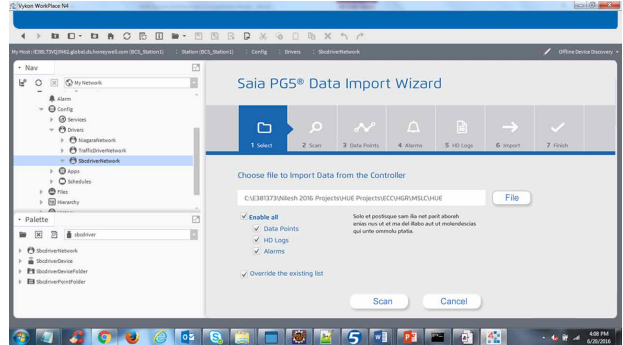 Vykon WorkPlace N4
My Host : IE3BLT3VQ3H62.global.ds.honeywell.com (BCS_Station1) : Station (BCS_Station1) : Config : Drivers : SbcdriverNetwork
Offline Device Discovery
Nav
My Network
Alarm
Config
Services
Drivers
NiagaraNetwork
TrafficDriverNetwork
SbcdriverNetwork
Apps
Schedules
Files
Hierarchy
Palette
sbcdriver
SbcdriverNetwork
SbcdriverDevice
SbcdriverDeviceFolder
SbcdriverPointFolder
Saia PG5® Data Import Wizard
1 Select 2 Scan 3 Data Points 4 Alarms 5 HD Logs 6 Import 7 Finish
Choose file to Import Data from the Controller
C:\E381373\Nilesh 2016 Projects\HUE Projects\ECC\HGR\MSLC\HUE File
Enable all
Data Points
HD Logs
Alarms
Solo et postisque sam ilia net parit aborah
enias nus ut et ma del illabo aut ut molendescias
qui unte ommolu ptatia.
Override the existing list
Scan Cancel
4:08 PM
6/20/2016